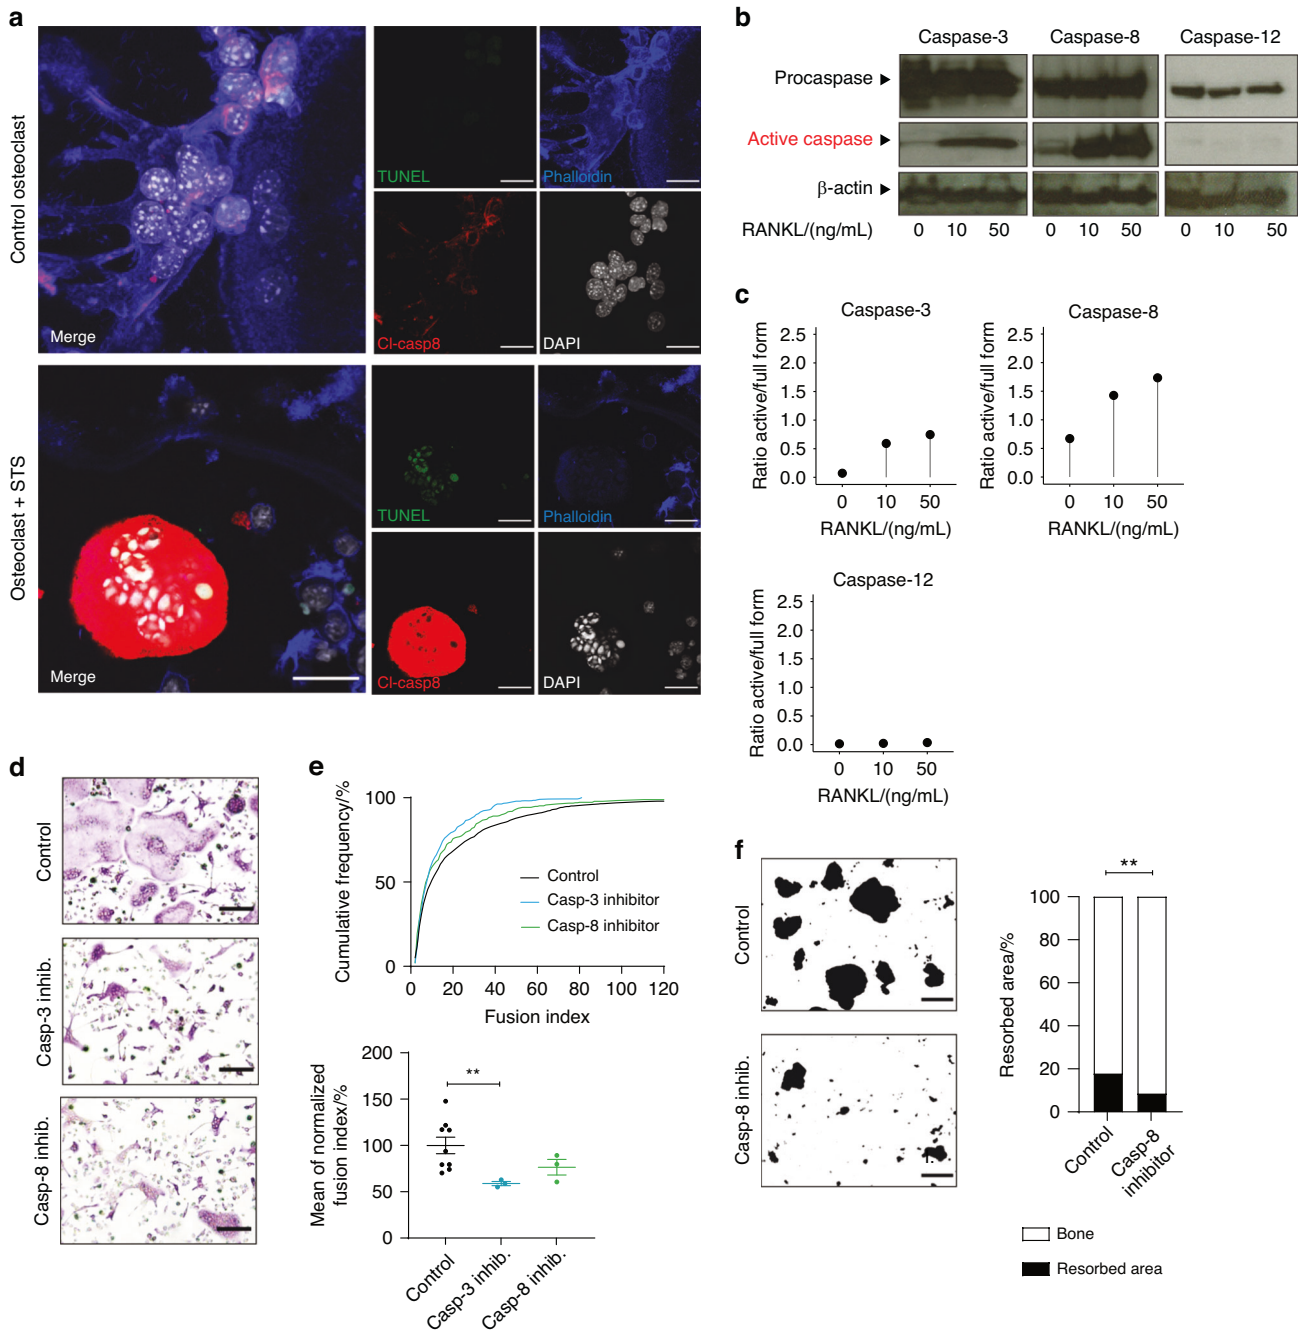 a
Control osteoclast
Merge
TUNEL
Phalloidin
Cl-casp8
DAPI
Osteoclast + STS
Merge
TUNEL
Phalloidin
Cl-casp8
DAPI
b
Caspase-3
Caspase-8
Caspase-12
Procaspase
Active caspase
β-actin
RANKL/(ng/mL)
0 10 50
0 10 50
0 10 50
c
Caspase-3
Ratio active/full form
2.5
2.0
1.5
1.0
0.5
0.0
0 10 50
RANKL/(ng/mL)
Caspase-8
Ratio active/full form
2.5
2.0
1.5
1.0
0.5
0.0
0 10 50
RANKL/(ng/mL)
Caspase-12
Ratio active/full form
2.5
2.0
1.5
1.0
0.5
0.0
0 10 50
RANKL/(ng/mL)
d
Control
Casp-3 inhib.
Casp-8 inhib.
e
Cumulative frequency/%
100
50
0
0 20 40 60 80 100 120
Fusion index
Control
Casp-3 inhibitor
Casp-8 inhibitor
Mean of normalized
fusion index/%
200
150
100
50
0
**
Control
Casp-3 inhib.
Casp-8 inhib.
f
Control
Casp-8 inhib.
Resorbed area/%
100
80
60
40
20
0
**
Control
Casp-8
inhibitor
Bone
Resorbed area